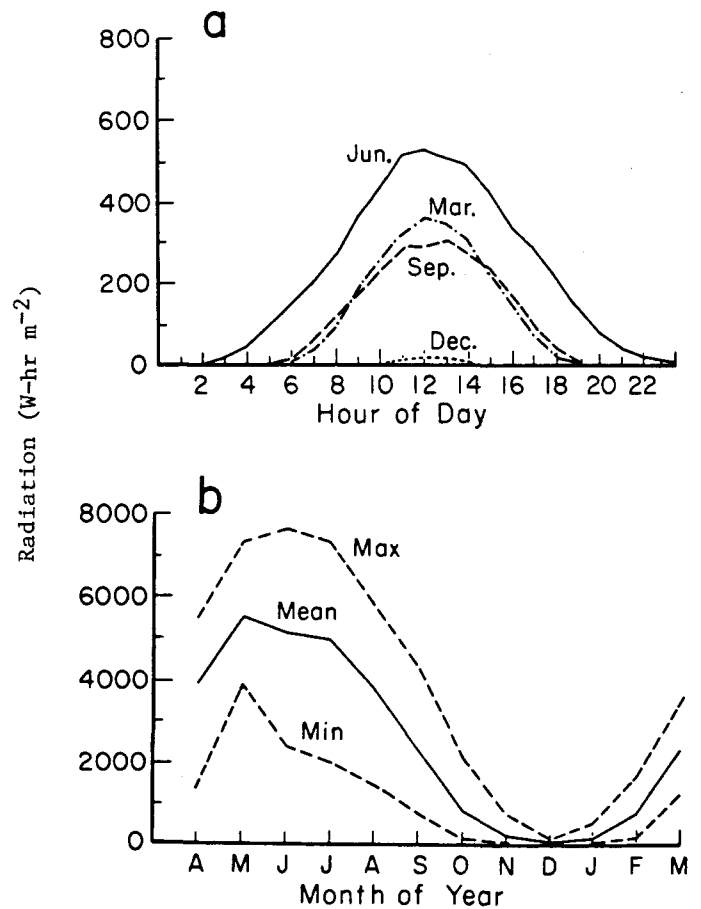 a
800
600
400
200
0
Jun.
Mar.
Sep.
Dec.
2 4 6 8 10 12 14 16 18 20 22
Hour of Day
Radiation (W-hr m⁻²)
b
8000
6000
4000
2000
0
Max
Mean
Min
A M J J A S O N D J F M
Month of Year